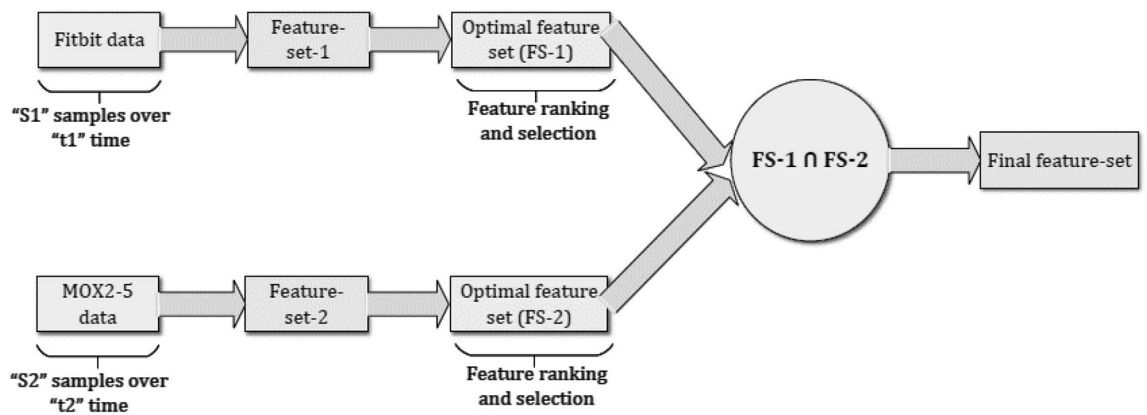 Fitbit data
Feature-
set-1
Optimal feature
set (FS-1)
"S1" samples over
"t1" time
Feature ranking
and selection
FS-1 ∩ FS-2
Final feature-set
MOX2-5
data
Feature-
set-2
Optimal feature
set (FS-2)
"S2" samples over
"t2" time
Feature ranking
and selection